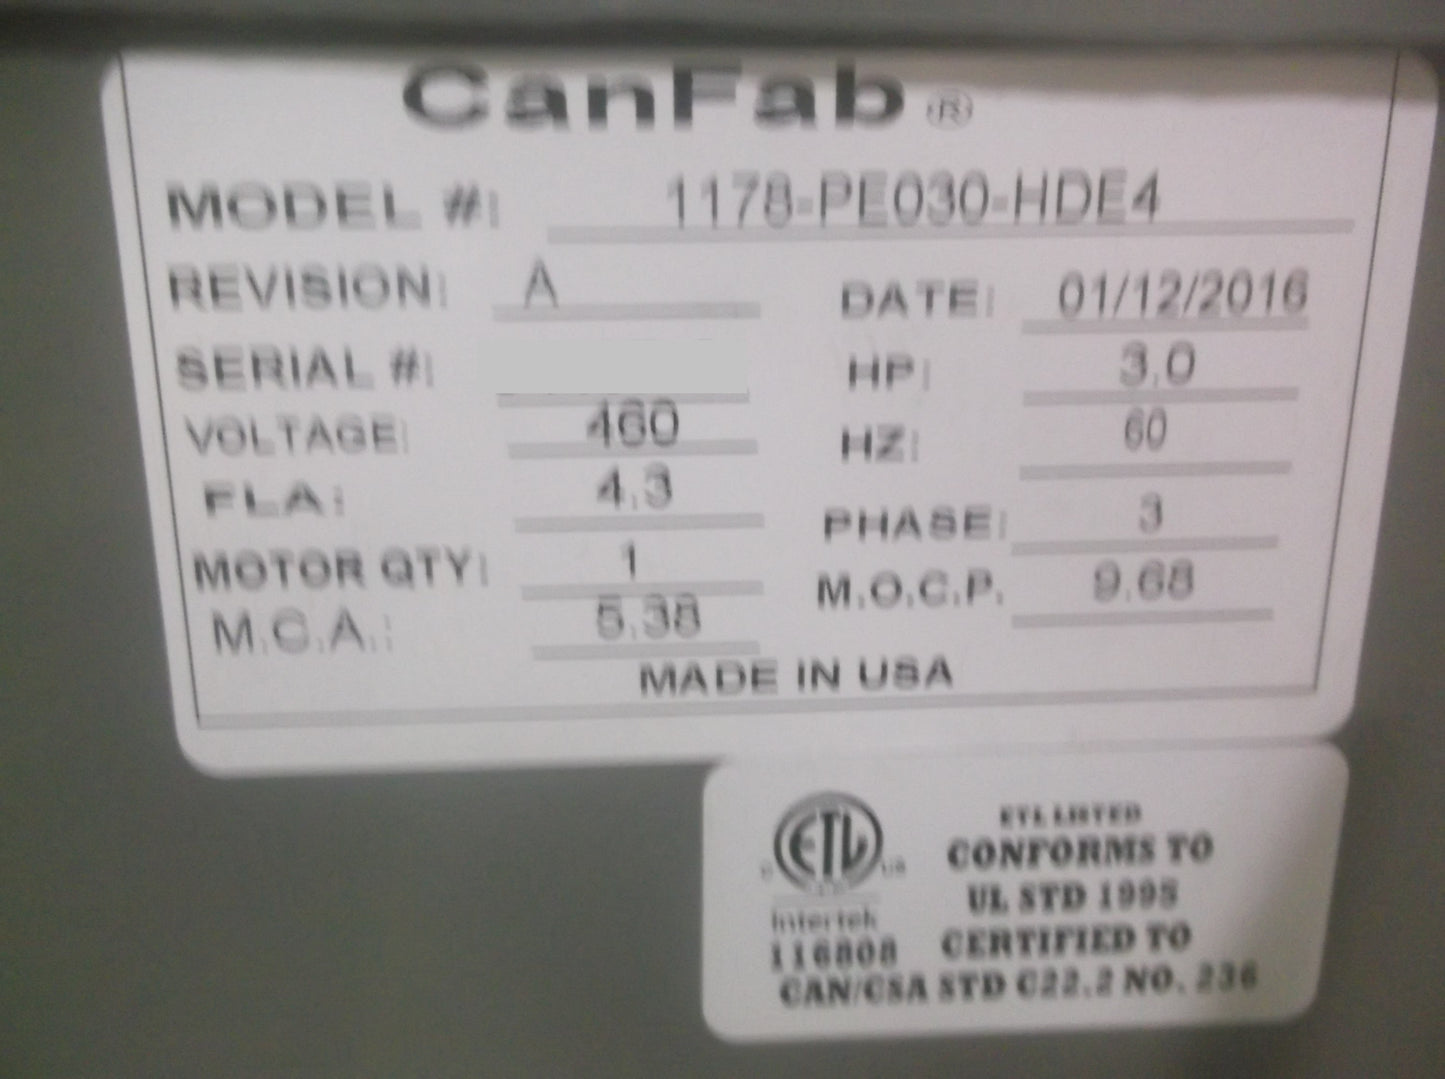 CanFab ®
MODEL #: 1178-PE030-HDE4
REVISION: A DATE: 01/12/2016
SERIAL #: HP: 3.0
VOLTAGE: 460 HZ: 60
FLA: 4.3 PHASE: 3
MOTOR QTY: 1 M.O.C.P. 9.68
M.C.A.: 5.38
MADE IN USA
ETL LISTED
CONFORMS TO
UL STD 1995
CERTIFIED TO
CAN/CSA STD C22.2 NO. 236
ETL
C US
Intertek
116808